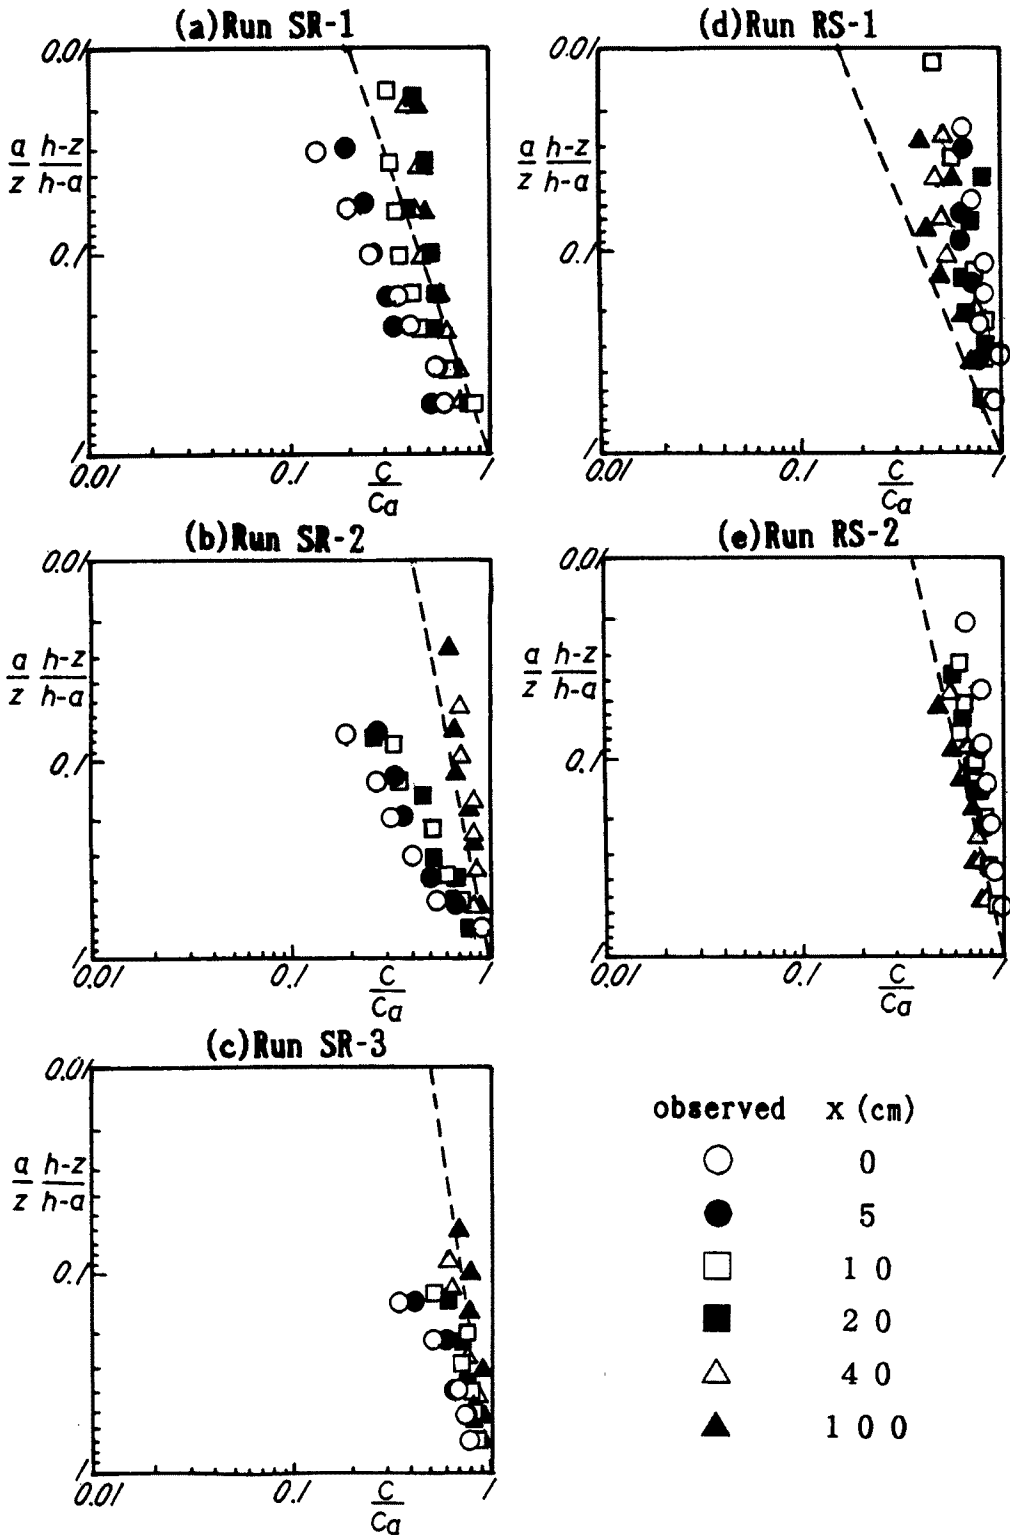 (a)Run SR-1
0.01
a/z h-z/h-a
0.1
1
0.01 0.1 C/Ca 1
(d)Run RS-1
0.01
a/z h-z/h-a
0.1
1
0.01 0.1 C/Ca 1
(b)Run SR-2
0.01
a/z h-z/h-a
0.1
1
0.01 0.1 C/Ca 1
(e)Run RS-2
0.01
a/z h-z/h-a
0.1
1
0.01 0.1 C/Ca 1
(c)Run SR-3
0.01
a/z h-z/h-a
0.1
1
0.01 0.1 C/Ca 1
observed x (cm)
0
5
10
20
40
100